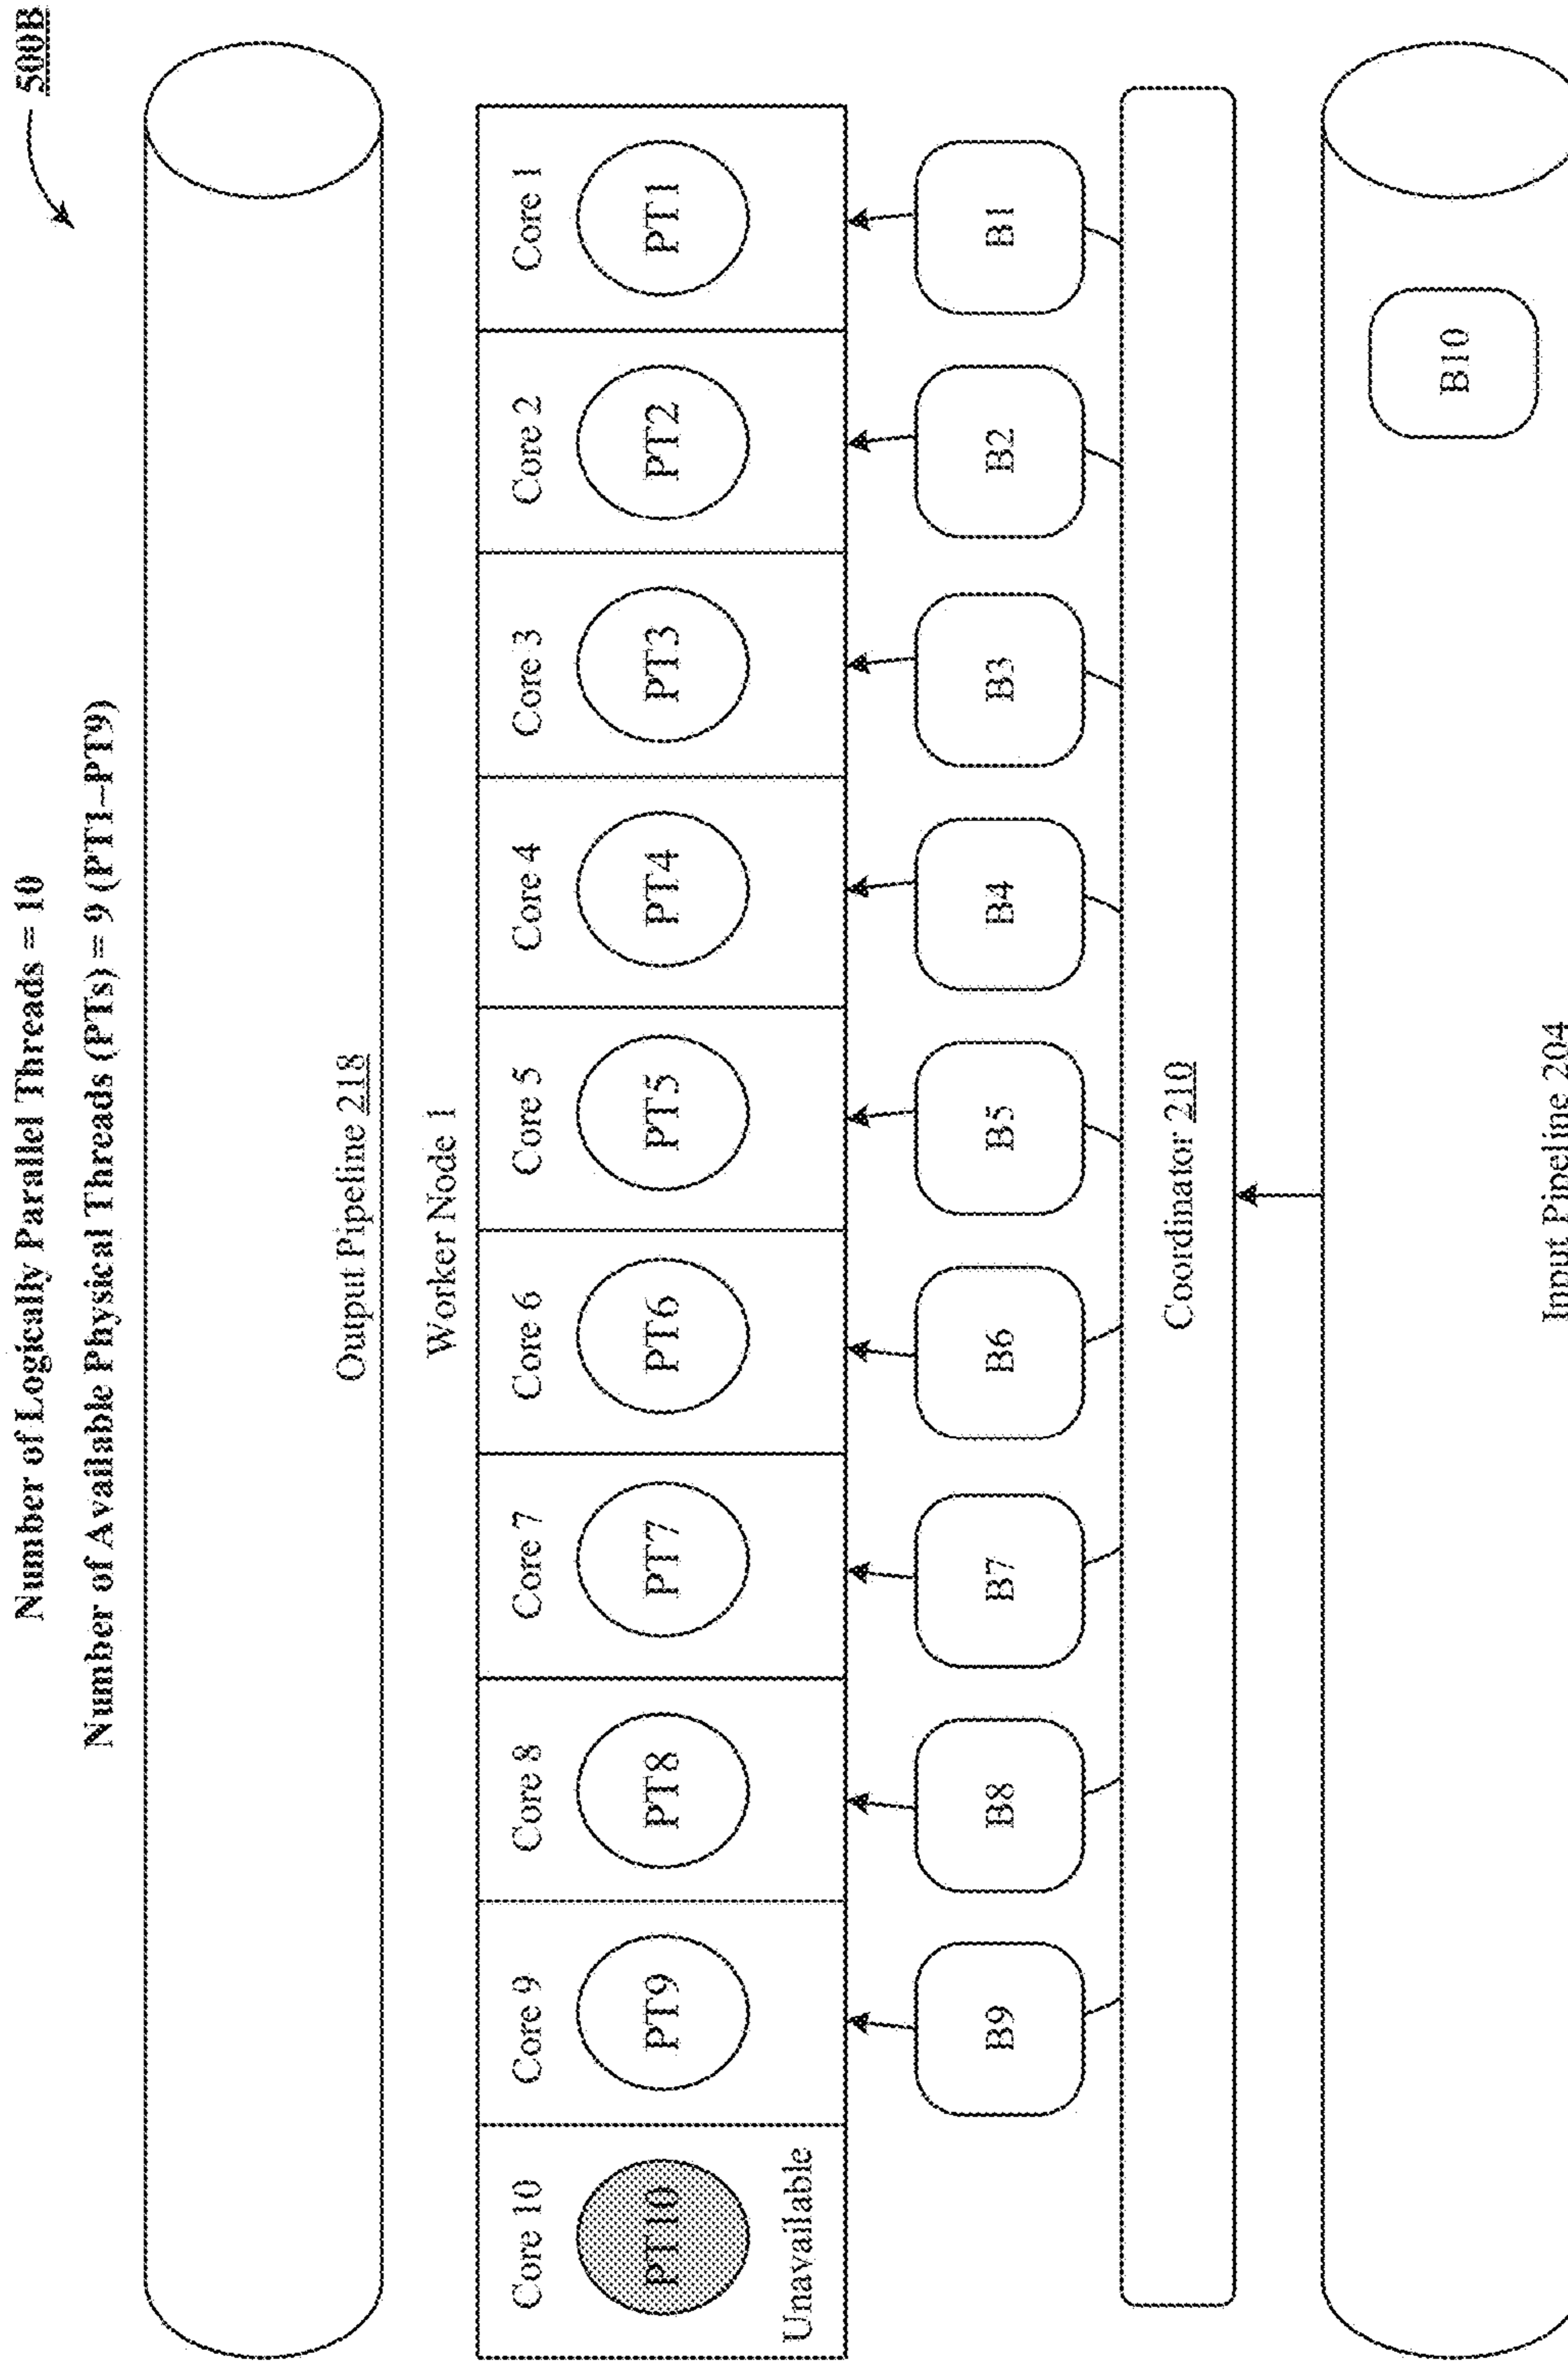 500B
Number of Logically Parallel Threads = 10
Number of Available Physical Threads (PTs) = 9 (PT1–PT9)
Output Pipeline 218
Worker Node 1
Core 10 Core 9 Core 8 Core 7 Core 6 Core 5 Core 4 Core 3 Core 2 Core 1
PT10 PT9 PT8 PT7 PT6 PT5 PT4 PT3 PT2 PT1
Unavailable
B9 B8 B7 B6 B5 B4 B3 B2 B1
Coordinator 210
B10
Input Pipeline 204